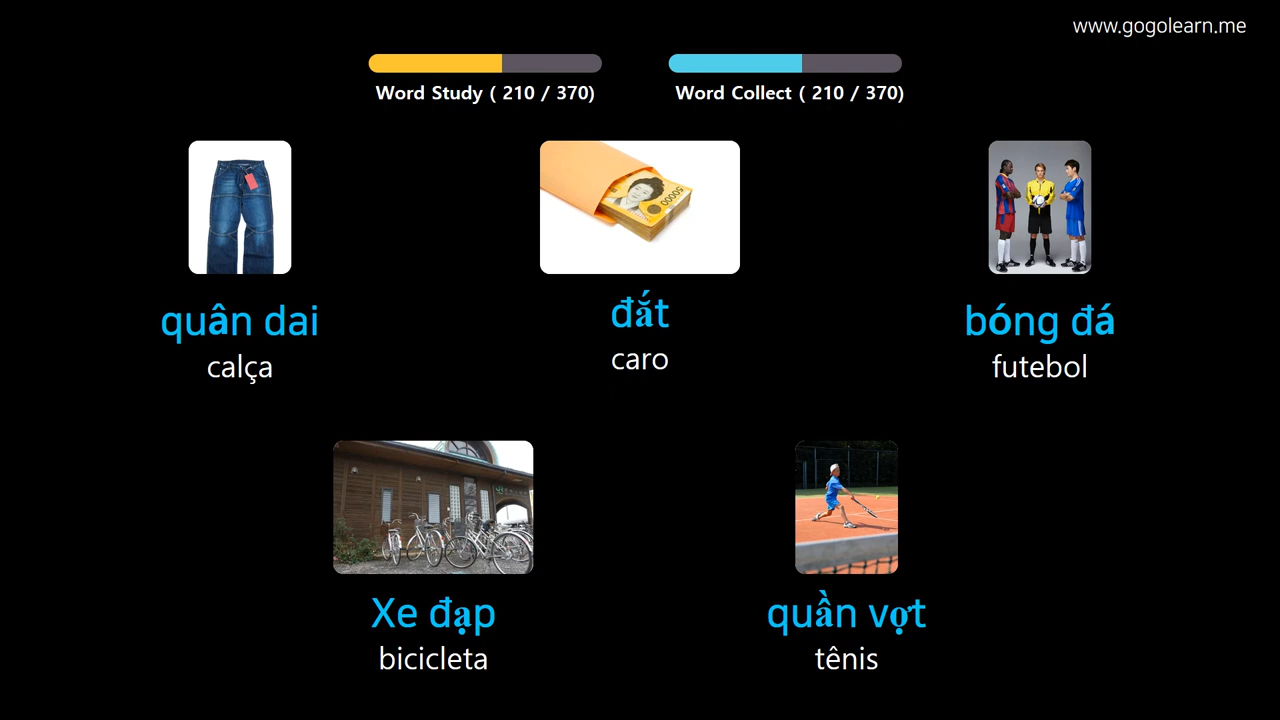 www.gogolearn.me
Word Study ( 210 / 370)
Word Collect ( 210 / 370)
50000
quân dai
calça
đắt
caro
bóng đá
futebol
Xe đạp
bicicleta
quần vợt
tênis